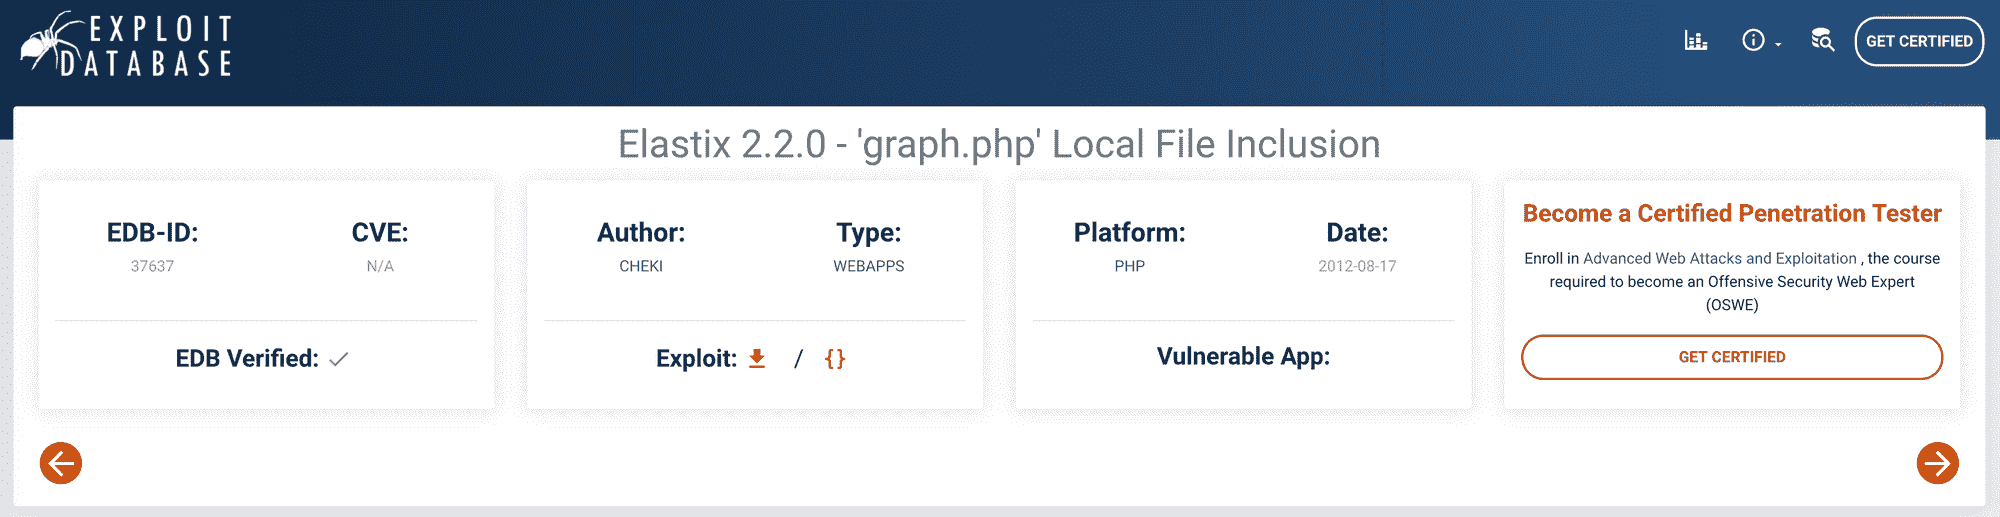 EXPLOIT
DATABASE
GET CERTIFIED
Elastix 2.2.0 - 'graph.php' Local File Inclusion
EDB-ID:
37637
CVE:
N/A
EDB Verified:
Author:
CHEKI
Type:
WEBAPPS
Exploit: / {}
Platform:
PHP
Date:
2012-08-17
Vulnerable App:
Become a Certified Penetration Tester
Enroll in Advanced Web Attacks and Exploitation , the course
required to become an Offensive Security Web Expert
(OSWE)
GET CERTIFIED